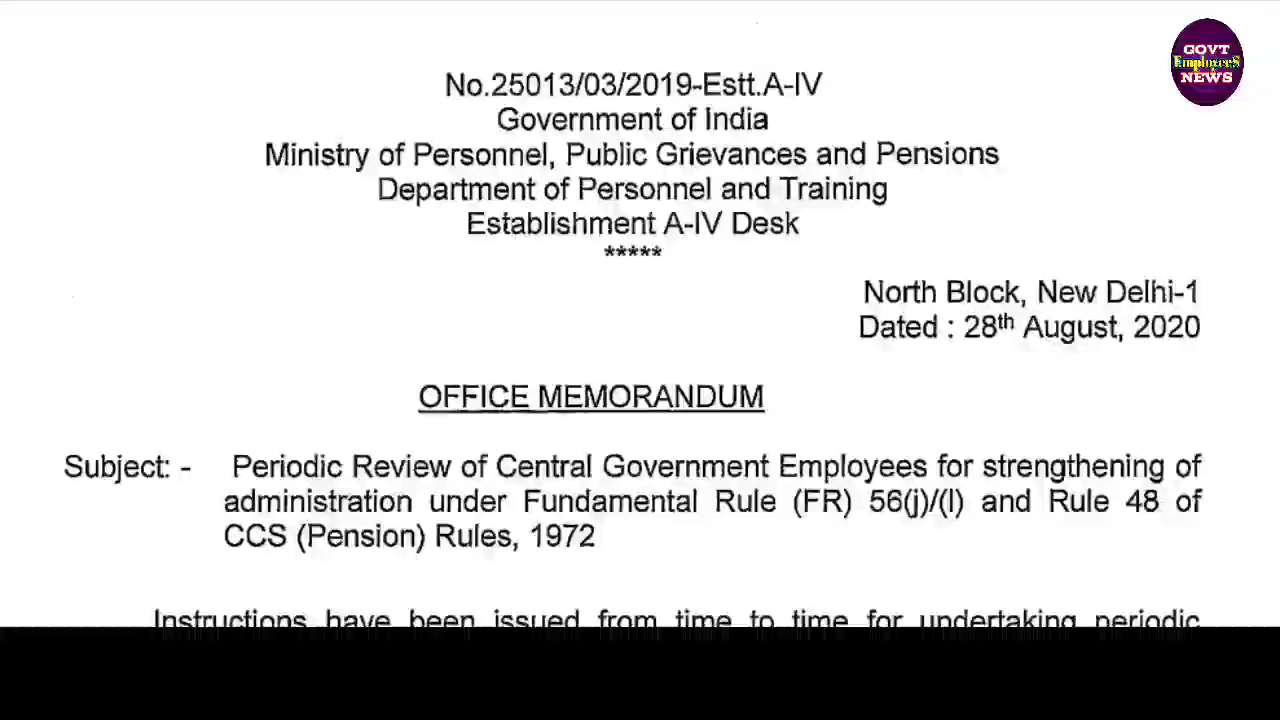 GOVT
EmployeeS
NEWS
No.25013/03/2019-Estt.A-IV
Government of India
Ministry of Personnel, Public Grievances and Pensions
Department of Personnel and Training
Establishment A-IV Desk
*****
North Block, New Delhi-1
Dated : 28th August, 2020
OFFICE MEMORANDUM
Subject: - Periodic Review of Central Government Employees for strengthening of
administration under Fundamental Rule (FR) 56(j)/(l) and Rule 48 of
CCS (Pension) Rules, 1972
Instructions have been issued from time to time for undertaking periodic